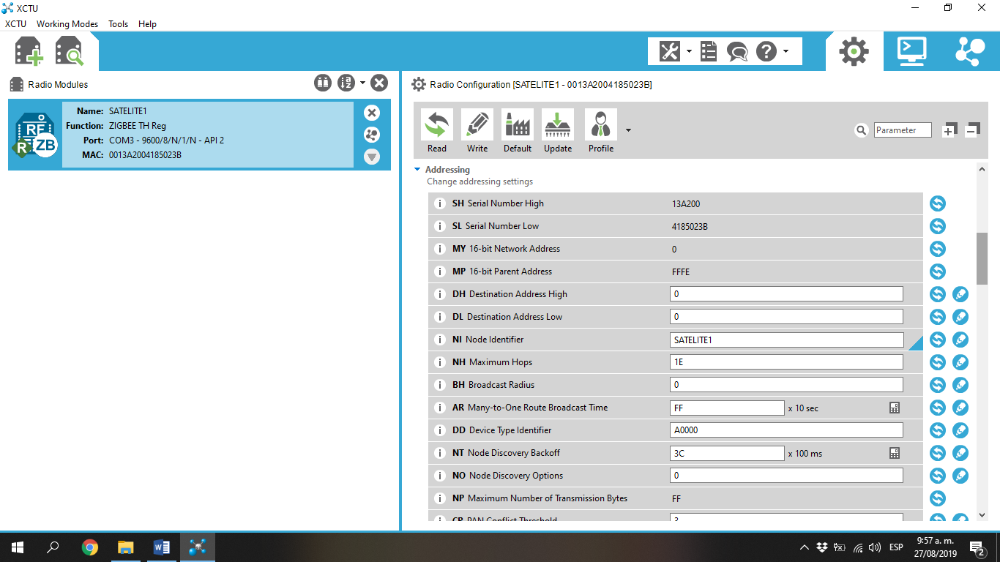 XCTU
XCTU Working Modes Tools Help
Radio Modules
Name: SATELITE1
Function: ZIGBEE TH Reg
Port: COM3 - 9600/8/N/1/N - API 2
MAC: 0013A2004185023B
RF
R
ZB
Radio Configuration [SATELITE1 - 0013A2004185023B]
Read Write Default Update Profile
Parameter
Addressing
Change addressing settings
i SH Serial Number High 13A200
i SL Serial Number Low 4185023B
i MY 16-bit Network Address 0
i MP 16-bit Parent Address FFFE
i DH Destination Address High 0
i DL Destination Address Low 0
i NI Node Identifier SATELITE1
i NH Maximum Hops 1E
i BH Broadcast Radius 0
i AR Many-to-One Route Broadcast Time FF x 10 sec
i DD Device Type Identifier A0000
i NT Node Discovery Backoff 3C x 100 ms
i NO Node Discovery Options 0
i NP Maximum Number of Transmission Bytes FF
i CR PAN Conflict Threshold 3
ESP
9:57 a. m.
27/08/2019
2